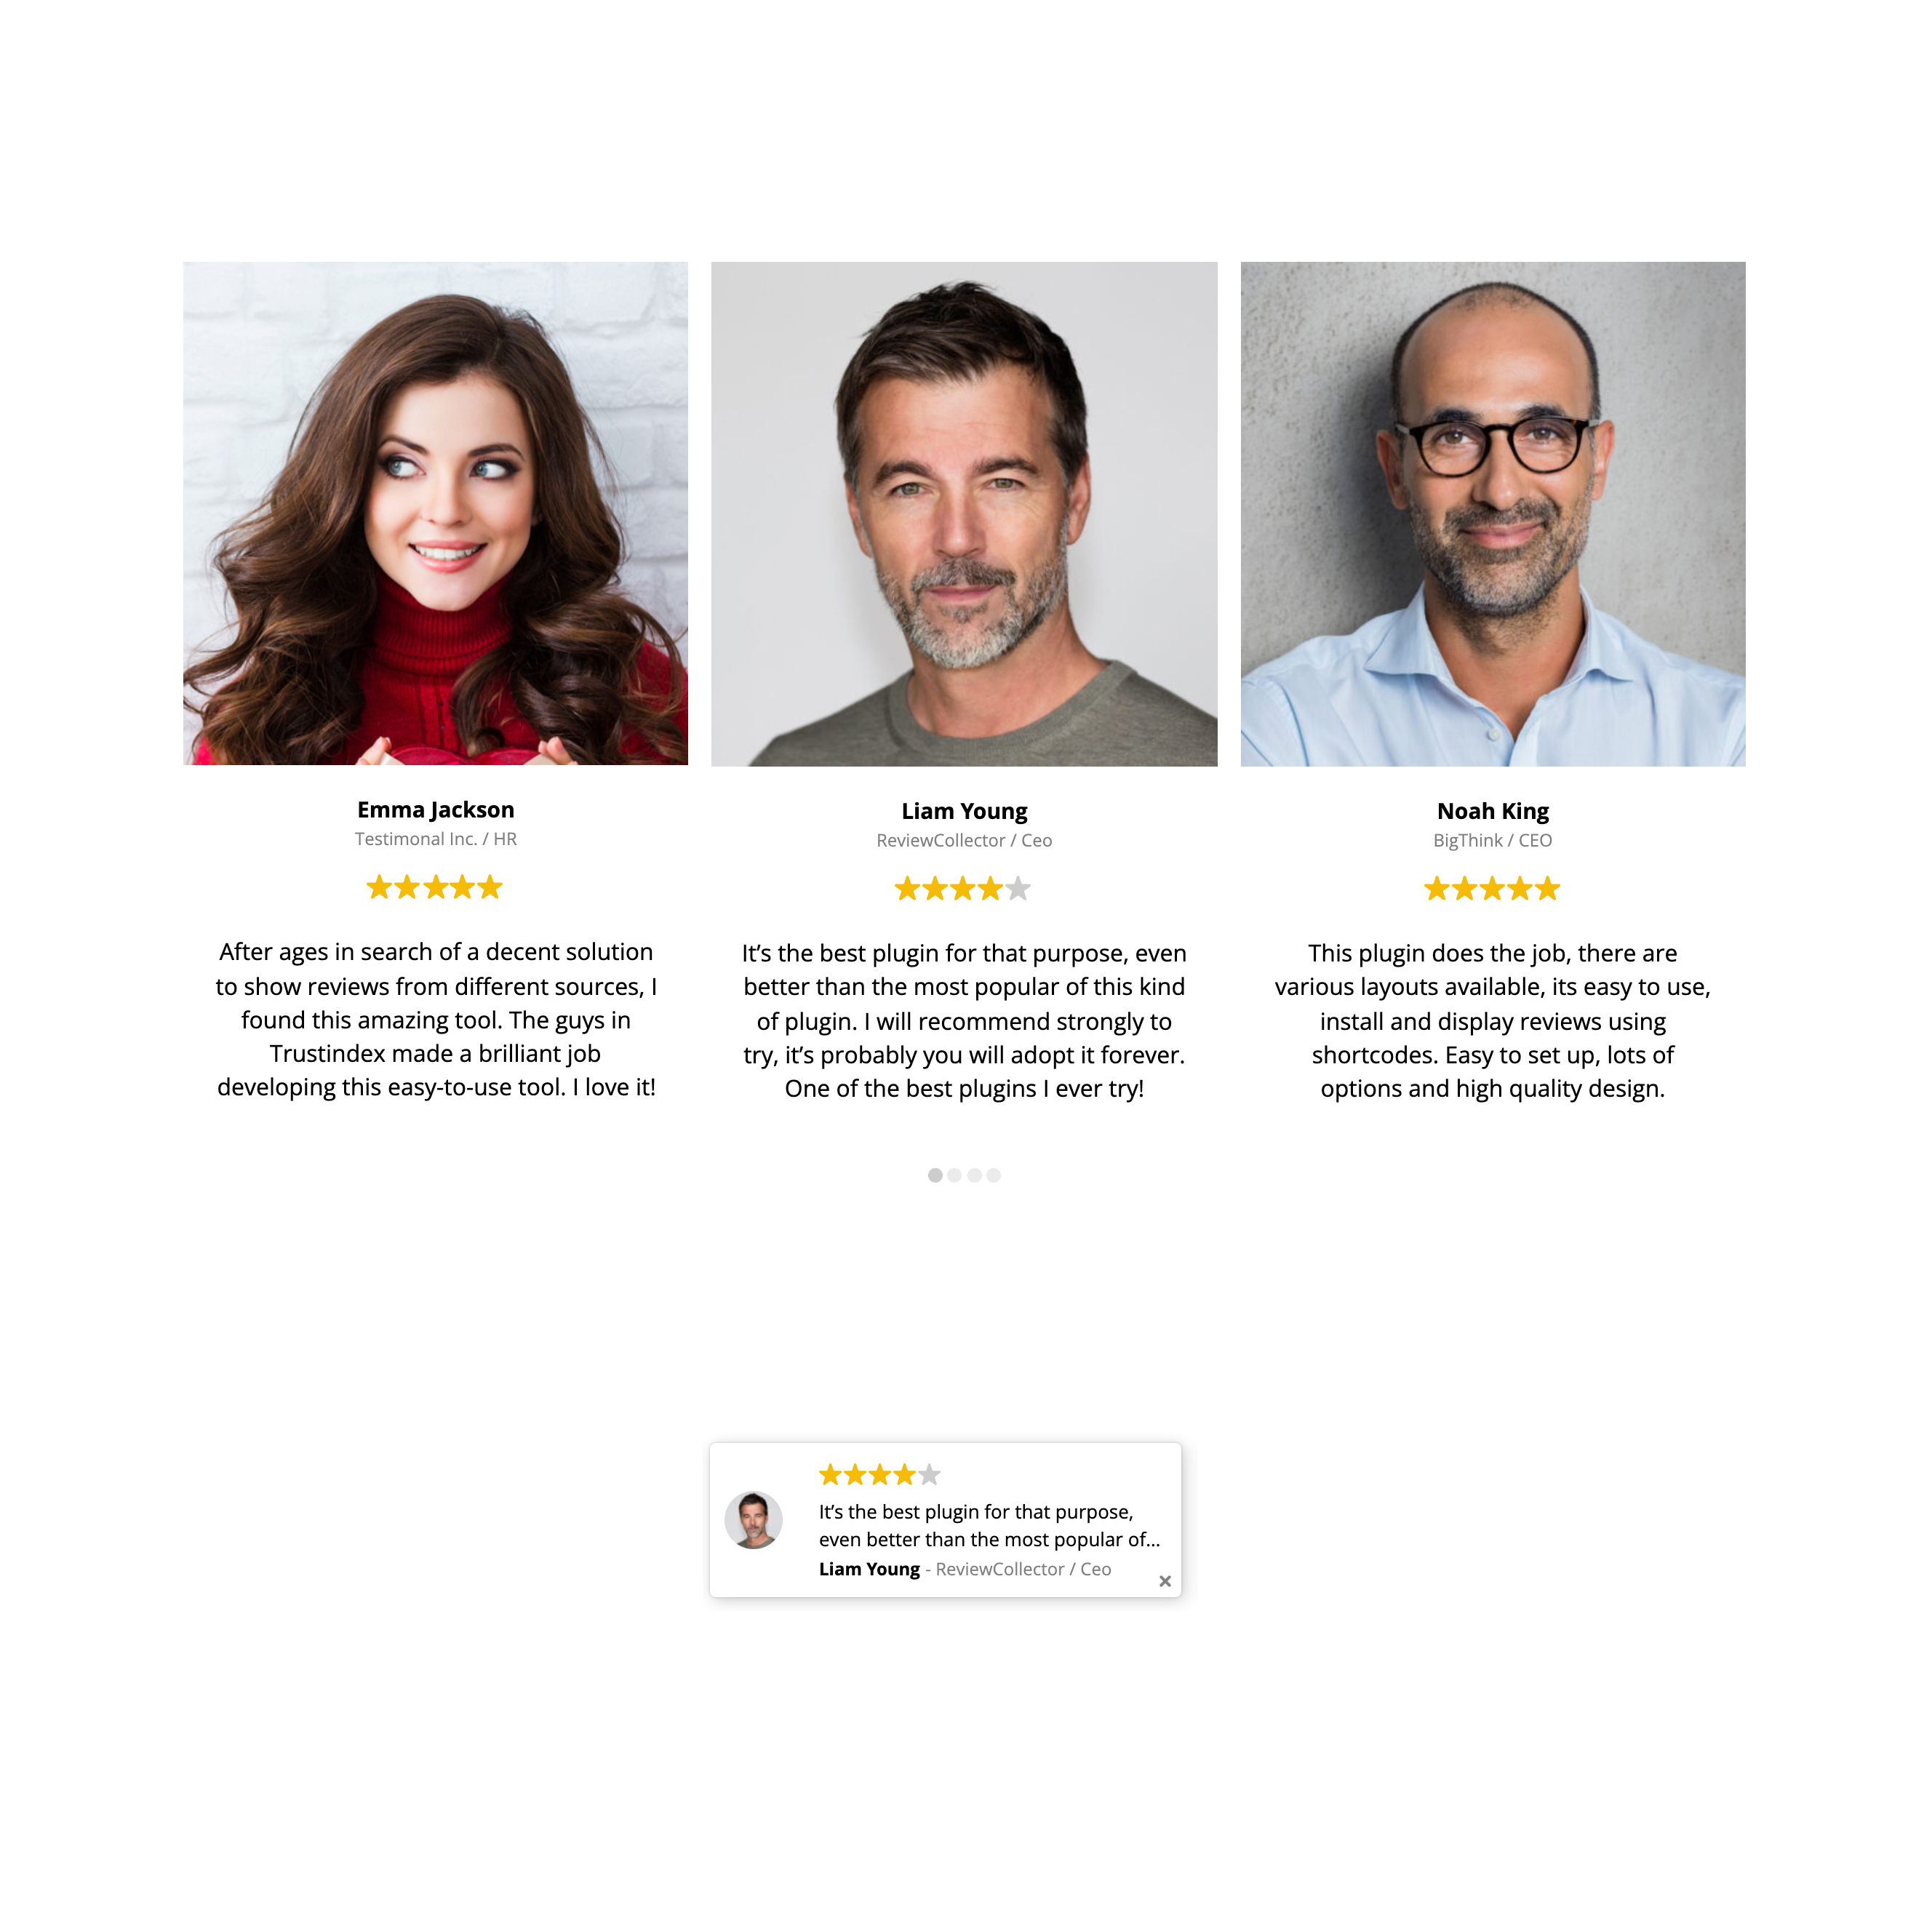 Emma Jackson
Testimonal Inc. / HR
After ages in search of a decent solution
to show reviews from different sources, I
found this amazing tool. The guys in
Trustindex made a brilliant job
developing this easy-to-use tool. I love it!
Liam Young
ReviewCollector / Ceo
It’s the best plugin for that purpose, even
better than the most popular of this kind
of plugin. I will recommend strongly to
try, it’s probably you will adopt it forever.
One of the best plugins I ever try!
Noah King
BigThink / CEO
This plugin does the job, there are
various layouts available, its easy to use,
install and display reviews using
shortcodes. Easy to set up, lots of
options and high quality design.
It’s the best plugin for that purpose,
even better than the most popular of...
Liam Young - ReviewCollector / Ceo